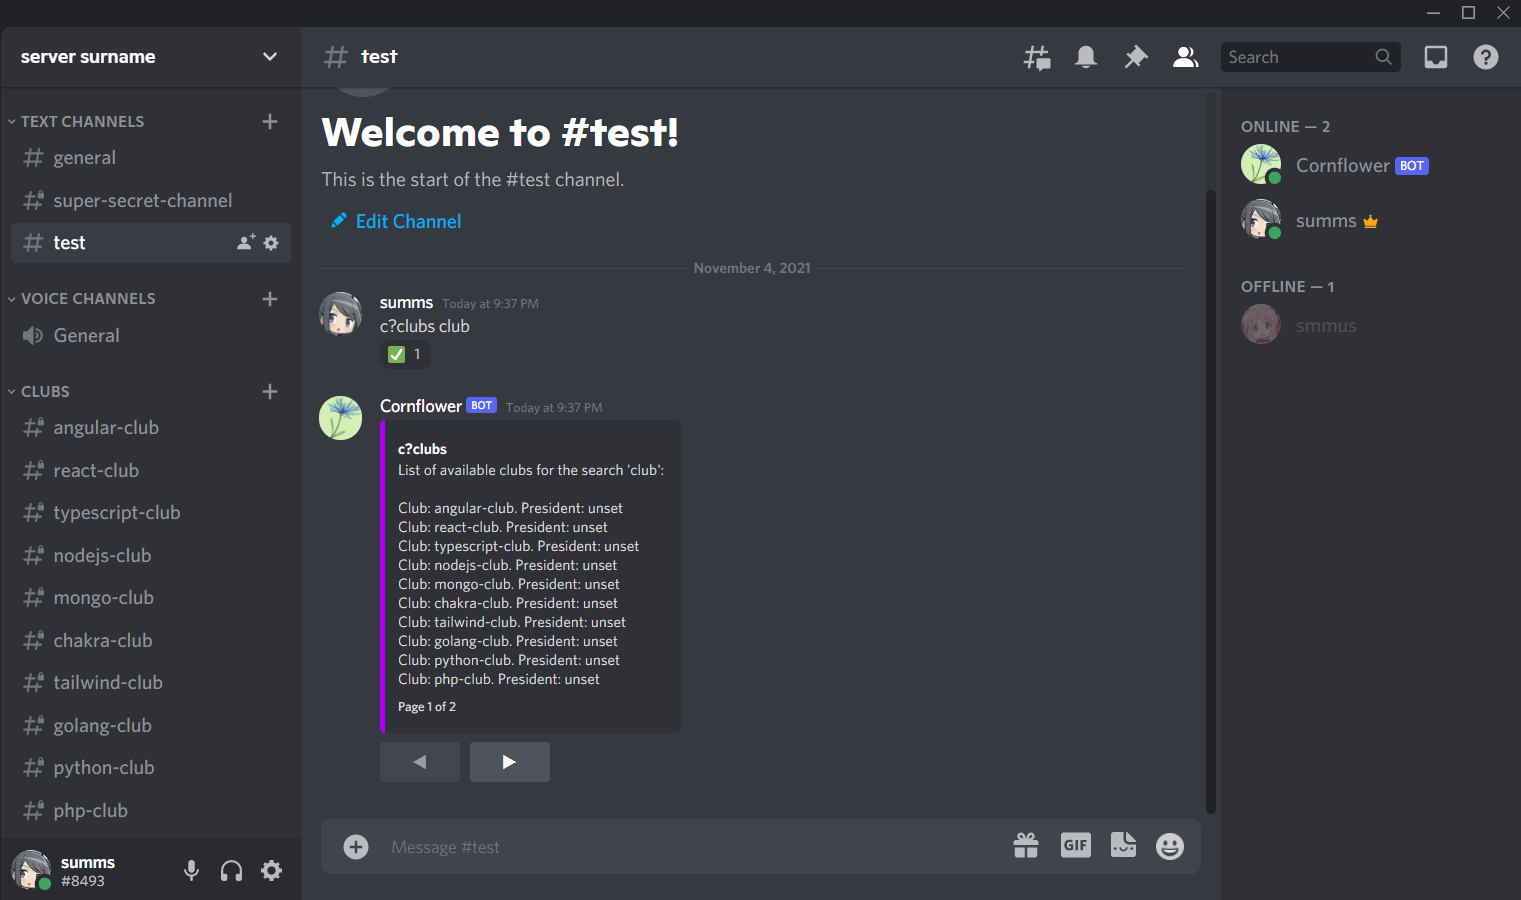 server surname
TEXT CHANNELS
general
super-secret-channel
test
VOICE CHANNELS
General
CLUBS
angular-club
react-club
typescript-club
nodejs-club
mongo-club
chakra-club
tailwind-club
golang-club
python-club
php-club
summs
#8493
test
Search
Welcome to #test!
This is the start of the #test channel.
Edit Channel
November 4, 2021
summs Today at 9:37 PM
c?clubs club
1
Cornflower BOT Today at 9:37 PM
c?clubs
List of available clubs for the search 'club':
Club: angular-club. President: unset
Club: react-club. President: unset
Club: typescript-club. President: unset
Club: nodejs-club. President: unset
Club: mongo-club. President: unset
Club: chakra-club. President: unset
Club: tailwind-club. President: unset
Club: golang-club. President: unset
Club: python-club. President: unset
Club: php-club. President: unset
Page 1 of 2
Message #test
GIF
ONLINE — 2
Cornflower BOT
summs
OFFLINE — 1
smmus